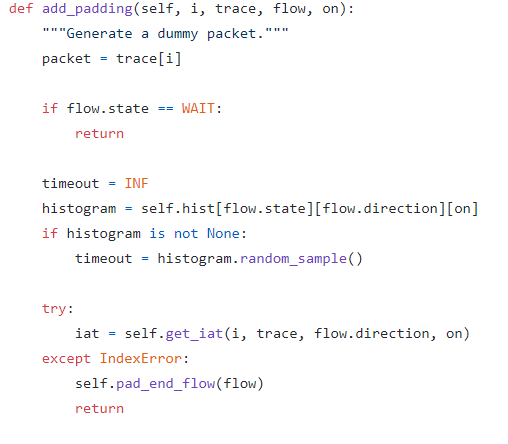 def add_padding(self, i, trace, flow, on):
    """Generate a dummy packet."""
    packet = trace[i]

    if flow.state == WAIT:
        return

    timeout = INF
    histogram = self.hist[flow.state][flow.direction][on]
    if histogram is not None:
        timeout = histogram.random_sample()

    try:
        iat = self.get_iat(i, trace, flow.direction, on)
    except IndexError:
        self.pad_end_flow(flow)
        return